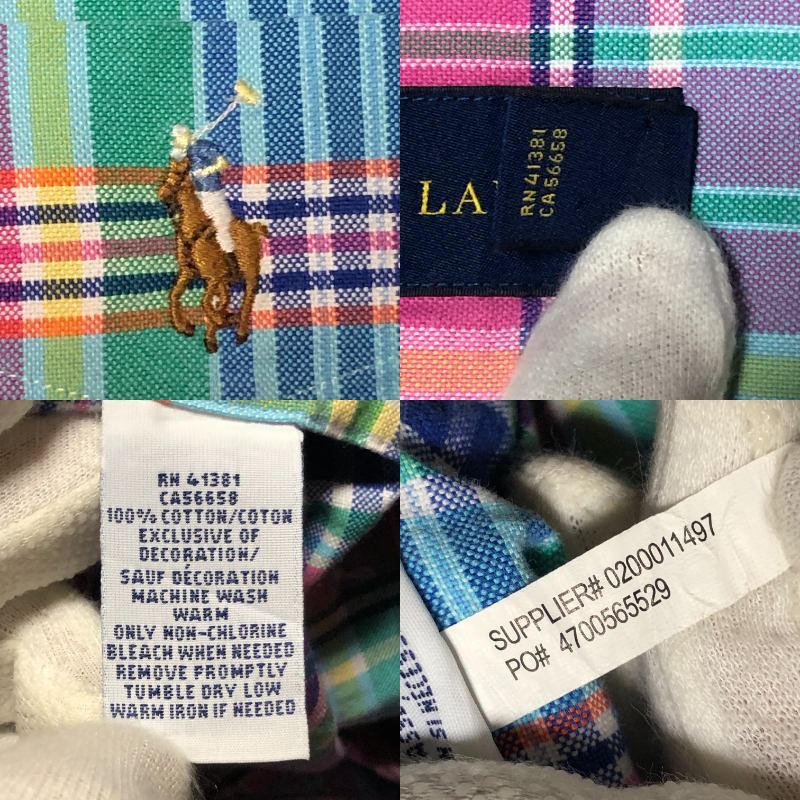 LA
RN 41381
CA 56658
RN 41381
CA56658
100% COTTON/COTON
EXCLUSIVE OF
DECORATION/
SAUF DÉCORATION
MACHINE WASH
WARM
ONLY NON-CHLORINE
BLEACH WHEN NEEDED
REMOVE PROMPTLY
TUMBLE DRY LOW
WARM IRON IF NEEDED
SUPPLIER# 0200011497
PO# 4700565529